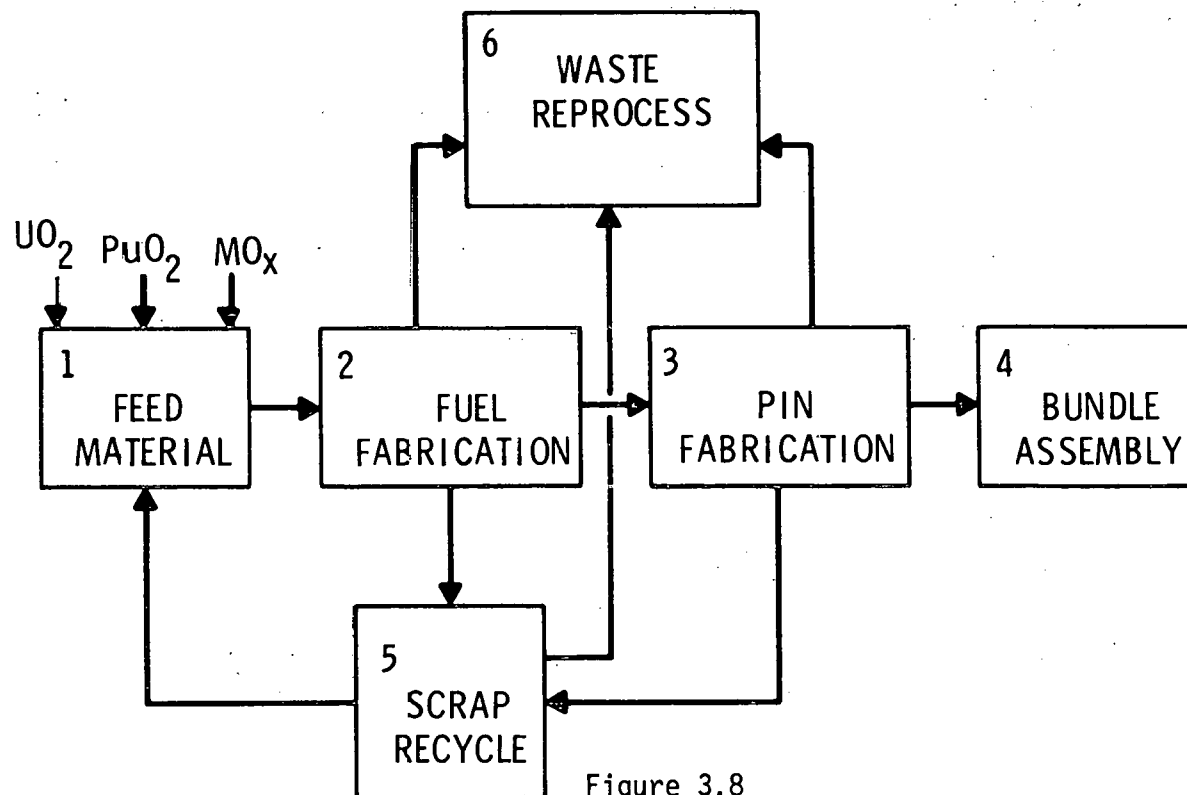 6
WASTE
REPROCESS
UO2 PuO2 MOx
1
FEED
MATERIAL
2
FUEL
FABRICATION
3
PIN
FABRICATION
4
BUNDLE
ASSEMBLY
5
SCRAP
RECYCLE
Figure 3.8